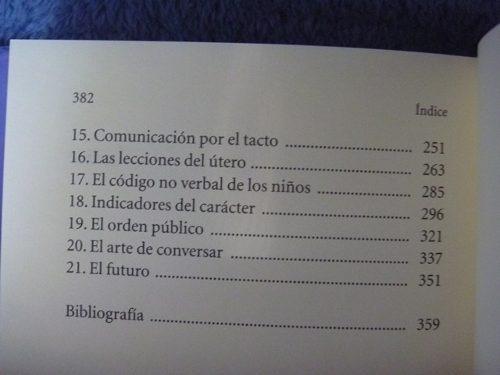 382
Índice
15. Comunicación por el tacto ........................ 251
16. Las lecciones del útero ........................ 263
17. El código no verbal de los niños ........................ 285
18. Indicadores del carácter ........................ 296
19. El orden público ........................ 321
20. El arte de conversar ........................ 337
21. El futuro ........................ 351
Bibliografía ........................ 359